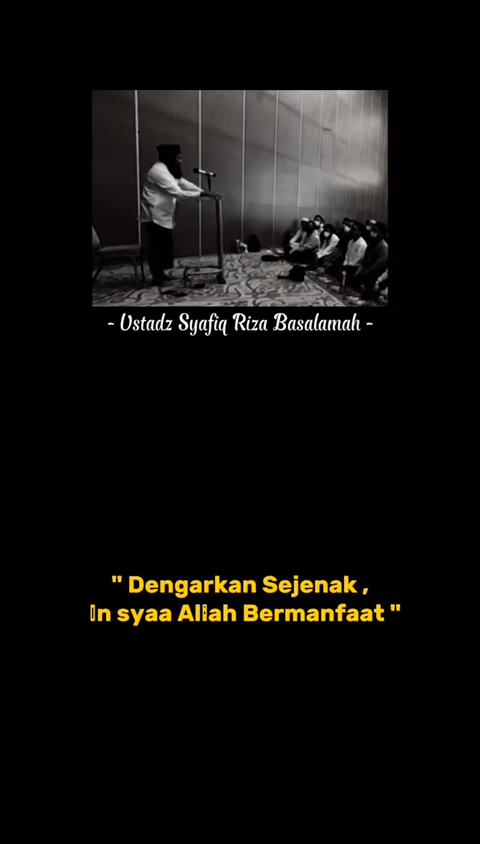 - Ustadz Syafiq Riza Basalamah -
" Dengarkan Sejenak ,
In syaa Allah Bermanfaat "